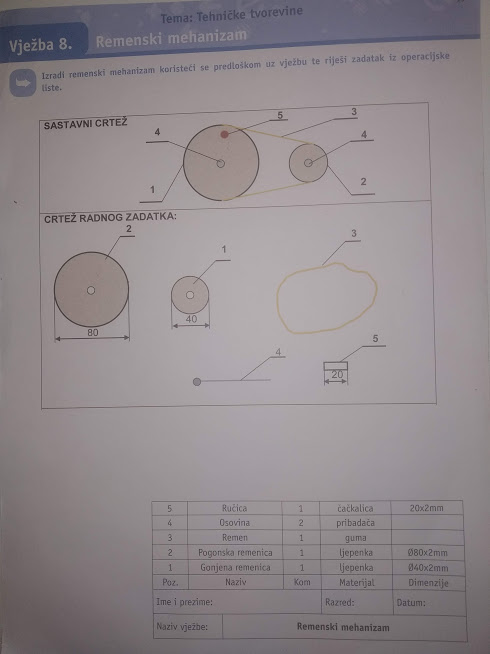 Tema: Tehničke tvorevine
Vježba 8.
Remenski mehanizam
Izradi remenski mehanizam koristeći se predloškom uz vježbu te riješi zadatak iz operacijske
liste.
SASTAVNI CRTEŽ
5
3
4
4
1
2
CRTEŽ RADNOG ZADATKA:
2
1
3
80
40
4
5
20
5 Ručica 1 čačkalica 20x2mm
4 Osovina 2 pribadača
3 Remen 1 guma
2 Pogonska remenica 1 ljepenka Ø80x2mm
1 Gonjena remenica 1 ljepenka Ø40x2mm
Poz. Naziv Kom Materijal Dimenzije
Ime i prezime: Razred: Datum:
Naziv vježbe: Remenski mehanizam